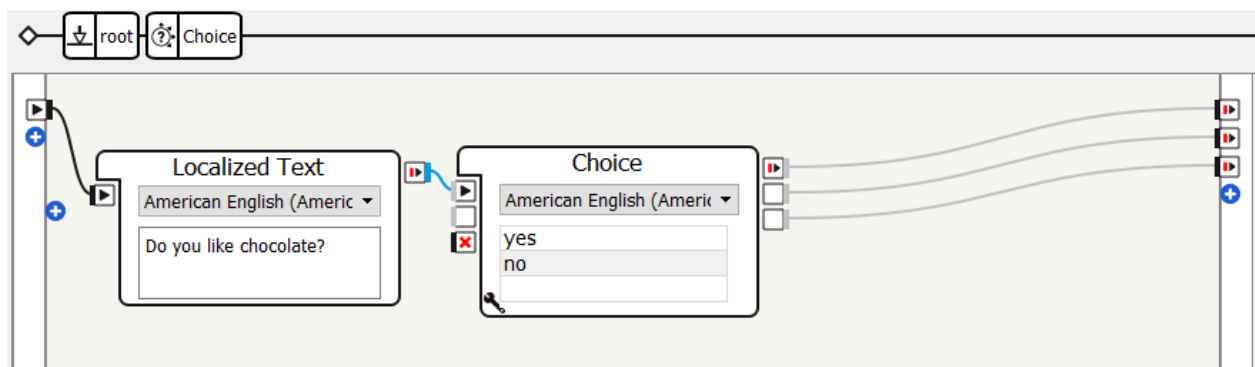 root
Choice
Localized Text
American English (Americ
Do you like chocolate?
Choice
American English (Americ
yes
no